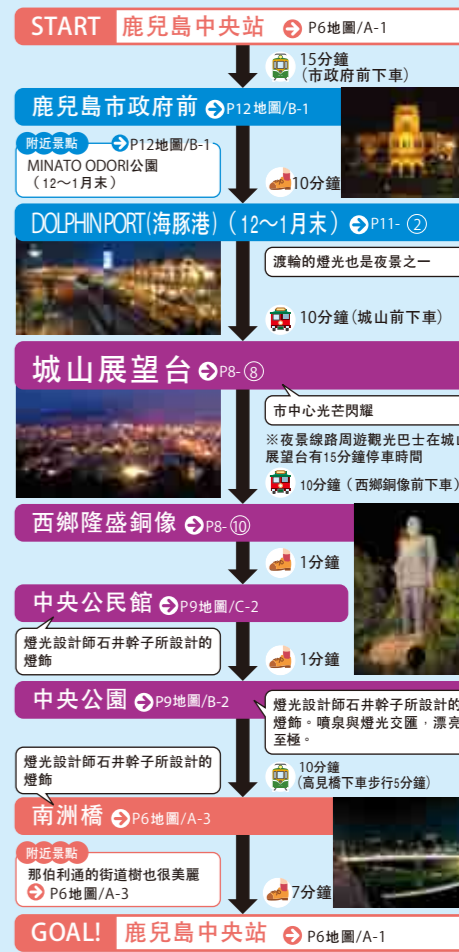 START 鹿兒島中央站 P6地圖/A-1
15分鐘
(市政府前下車)
鹿兒島市政府前 P12地圖/B-1
附近景點 P12地圖/B-1
MINATO ODORI公園
（12～1月末）
10分鐘
DOLPHIN PORT(海豚港)（12～1月末） P11-②
渡輪的燈光也是夜景之一
10分鐘(城山前下車)
城山展望台 P8-⑧
市中心光芒閃耀
※夜景線路周遊觀光巴士在城山
展望台有15分鐘停車時間
10分鐘（西鄉銅像前下車）
西鄉隆盛銅像 P8-⑩
1分鐘
中央公民館 P9地圖/C-2
燈光設計師石井幹子所設計的
燈飾
1分鐘
中央公園 P9地圖/B-2
燈光設計師石井幹子所設計的
燈飾。噴泉與燈光交匯，漂亮
至極。
燈光設計師石井幹子所設計的
燈飾
10分鐘
(高見橋下車步行5分鐘)
南洲橋 P6地圖/A-3
附近景點
那伯利通的街道樹也很美麗
P6地圖/A-3
7分鐘
GOAL! 鹿兒島中央站 P6地圖/A-1